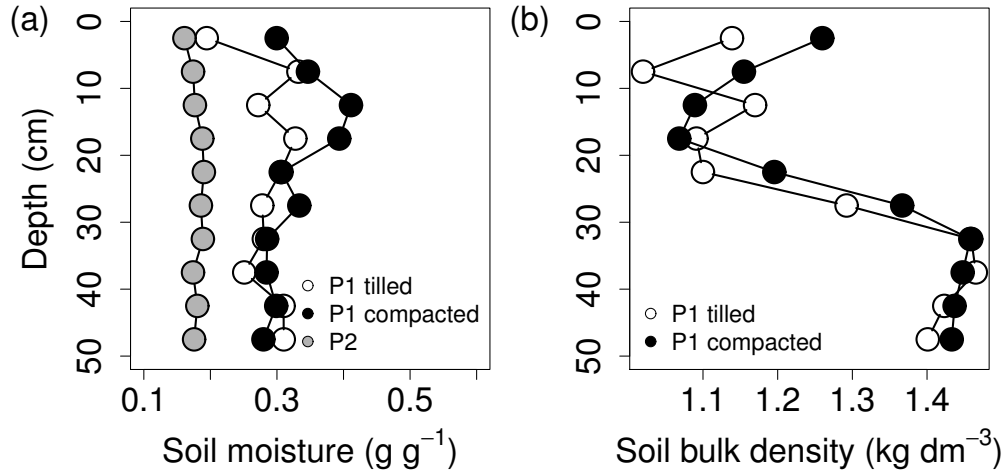 (a)
Depth (cm)
0
10
20
30
40
50
P1 tilled
P1 compacted
P2
0.1
0.3
0.5
Soil moisture (g g⁻¹)
(b)
0
10
20
30
40
50
P1 tilled
P1 compacted
1.1
1.2
1.3
1.4
Soil bulk density (kg dm⁻³)